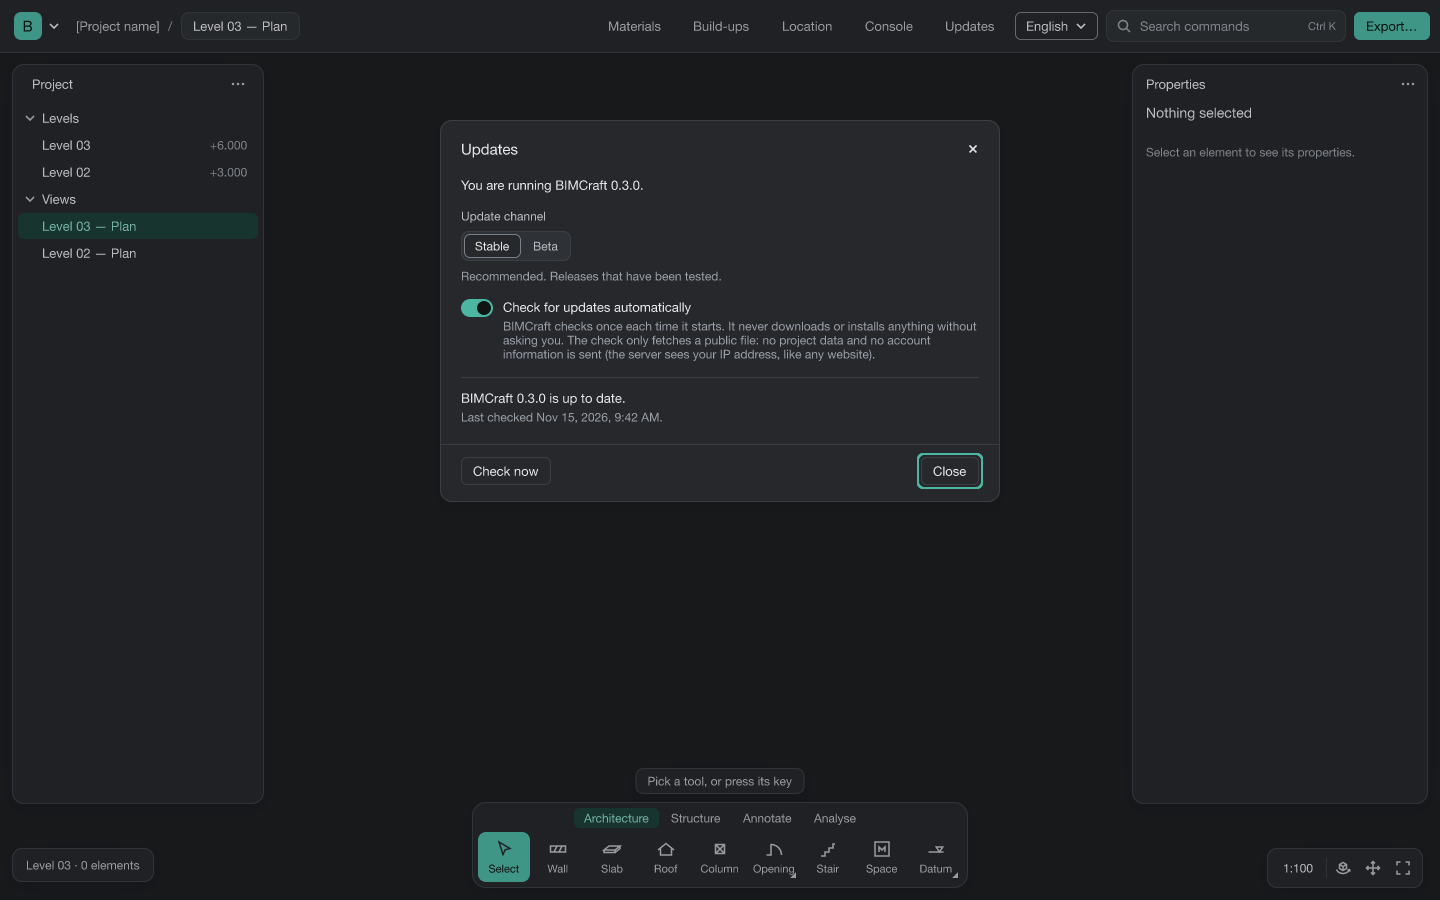 B
[Project name] / Level 03 — Plan
Materials
Build-ups
Location
Console
Updates
English
Search commands Ctrl K
Export...
Project
Levels
Level 03 +6.000
Level 02 +3.000
Views
Level 03 — Plan
Level 02 — Plan
Updates
You are running BIMCraft 0.3.0.
Update channel
Stable Beta
Recommended. Releases that have been tested.
Check for updates automatically
BIMCraft checks once each time it starts. It never downloads or installs anything without
asking you. The check only fetches a public file: no project data and no account
information is sent (the server sees your IP address, like any website).
BIMCraft 0.3.0 is up to date.
Last checked Nov 15, 2026, 9:42 AM.
Check now
Close
Properties
Nothing selected
Select an element to see its properties.
Pick a tool, or press its key
Architecture Structure Annotate Analyse
Select Wall Slab Roof Column Opening Stair Space Datum
Level 03 · 0 elements
1:100